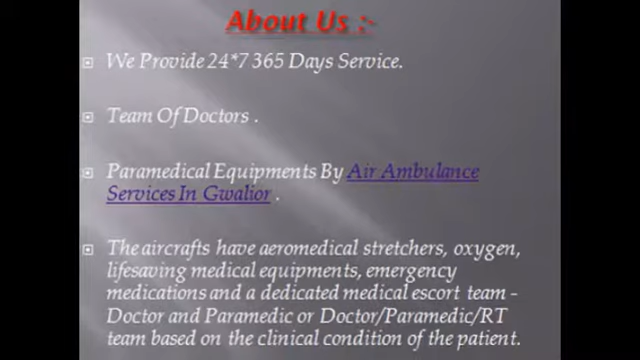 About Us :-
We Provide 24*7 365 Days Service.
Team Of Doctors .
Paramedical Equipments By Air Ambulance
Services In Gwalior .
The aircrafts have aeromedical stretchers, oxygen,
lifesaving medical equipments, emergency
medications and a dedicated medical escort team -
Doctor and Paramedic or Doctor/Paramedic/RT
team based on the clinical condition of the patient.